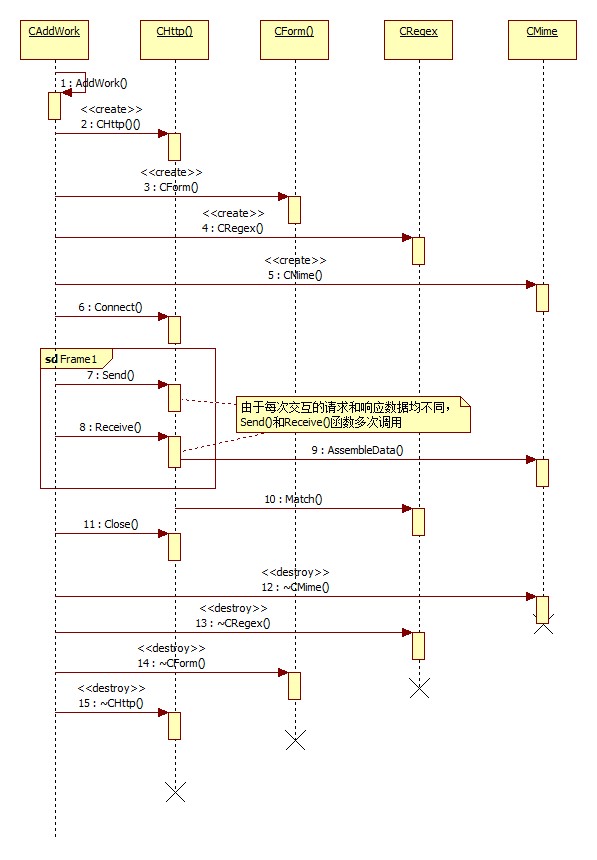 CAddWork
CHttp()
CForm()
CRegex
CMime
1 : AddWork()
<<create>>
2 : CHttp()()
<<create>>
3 : CForm()
<<create>>
4 : CRegex()
<<create>>
5 : CMime()
6 : Connect()
sd Frame1
7 : Send()
由于每次交互的请求和响应数据均不同，
Send()和Receive()函数多次调用
8 : Receive()
9 : AssembleData()
10 : Match()
11 : Close()
<<destroy>>
12 : ~CMime()
<<destroy>>
13 : ~CRegex()
<<destroy>>
14 : ~CForm()
<<destroy>>
15 : ~CHttp()